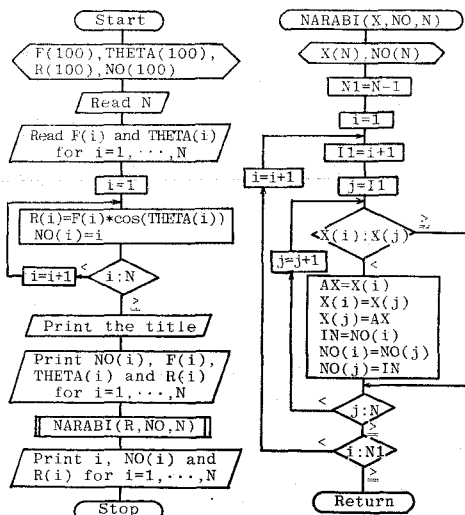 Start
F(100),THETA(100),
R(100),NO(100)
Read N
Read F(i) and THETA(i)
for i=1,···,N
i=1
R(i)=F(i)*cos(THETA(i))
NO(i)=i
i=i+1
<
i:N
≧
Print the title
Print NO(i), F(i),
THETA(i) and R(i)
for i=1,···,N
NARABI(R,NO,N)
Print i, NO(i) and
R(i) for i=1,···,N
Stop
NARABI(X,NO,N)
X(N),NO(N)
N1=N-1
i=1
i=i+1
I1=i+1
j=I1
j=j+1
X(i):X(j)
≧
<
AX=X(i)
X(i)=X(j)
X(j)=AX
IN=NO(i)
NO(i)=NO(j)
NO(j)=IN
<
j:N
≧
<
i:N1
≧
Return